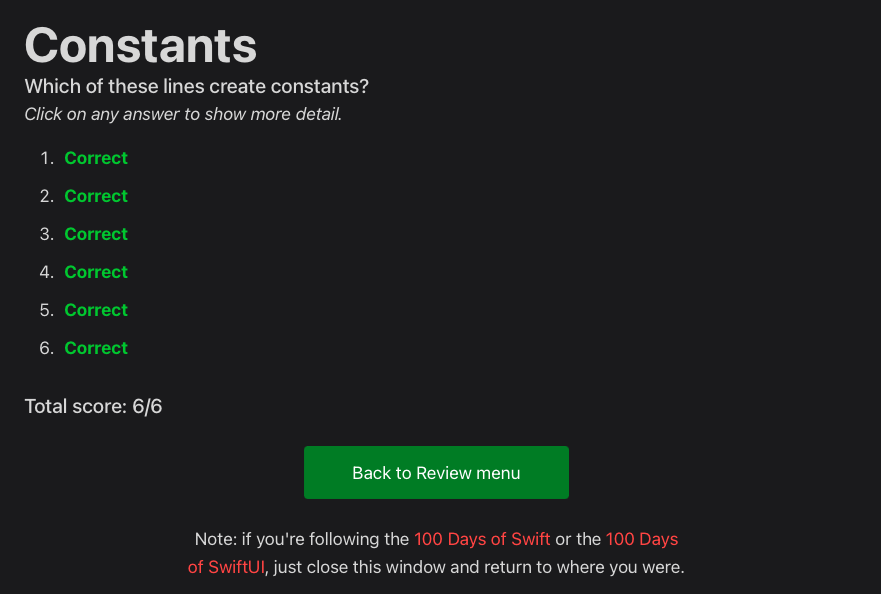 Constants
Which of these lines create constants?
Click on any answer to show more detail.
1. Correct
2. Correct
3. Correct
4. Correct
5. Correct
6. Correct
Total score: 6/6
Back to Review menu
Note: if you're following the 100 Days of Swift or the 100 Days
of SwiftUI, just close this window and return to where you were.